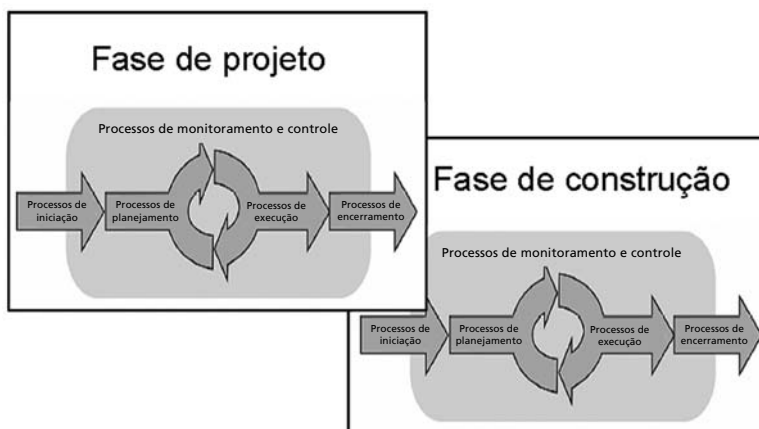 Fase de projeto
Processos de monitoramento e controle
Processos de
iniciação
Processos de
planejamento
Processos de
execução
Processos de
encerramento
Fase de construção
Processos de monitoramento e controle
Processos de
iniciação
Processos de
planejamento
Processos de
execução
Processos de
encerramento